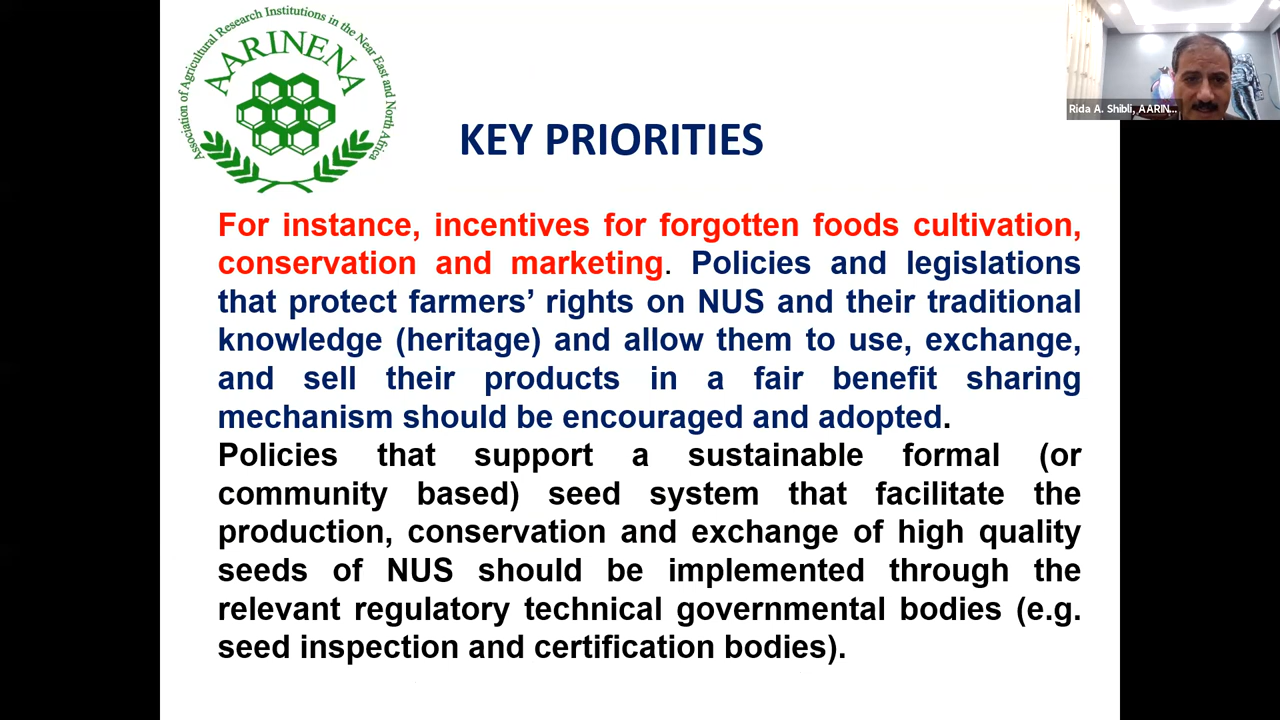 Association of Agricultural Research Institutions in the Near East and North Africa
AARINENA
Rida A. Shibli, AARIN...
KEY PRIORITIES
For instance, incentives for forgotten foods cultivation,
conservation and marketing. Policies and legislations
that protect farmers’ rights on NUS and their traditional
knowledge (heritage) and allow them to use, exchange,
and sell their products in a fair benefit sharing
mechanism should be encouraged and adopted.
Policies that support a sustainable formal (or
community based) seed system that facilitate the
production, conservation and exchange of high quality
seeds of NUS should be implemented through the
relevant regulatory technical governmental bodies (e.g.
seed inspection and certification bodies).